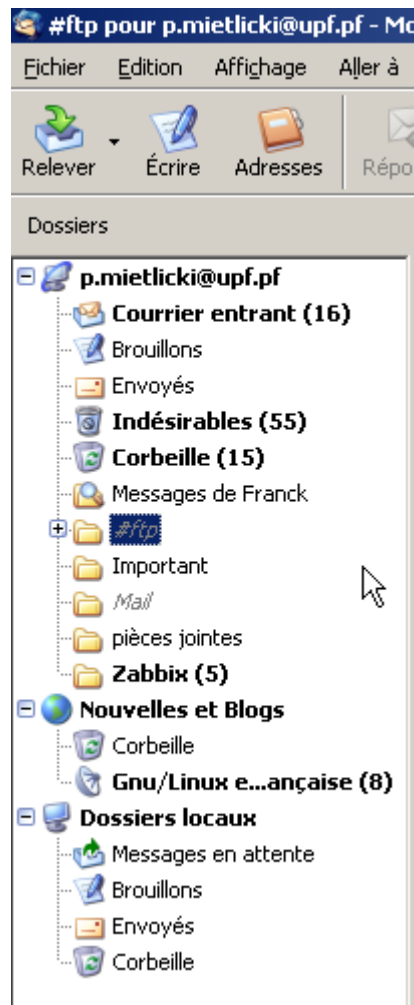 #ftp pour p.mietlicki@upf.pf - Mo
Fichier Edition Affichage Aller à
Relever Écrire Adresses Répo
Dossiers
p.mietlicki@upf.pf
Courrier entrant (16)
Brouillons
Envoyés
Indésirables (55)
Corbeille (15)
Messages de Franck
#ftp
Important
Mail
pièces jointes
Zabbix (5)
Nouvelles et Blogs
Corbeille
Gnu/Linux e...ançaise (8)
Dossiers locaux
Messages en attente
Brouillons
Envoyés
Corbeille